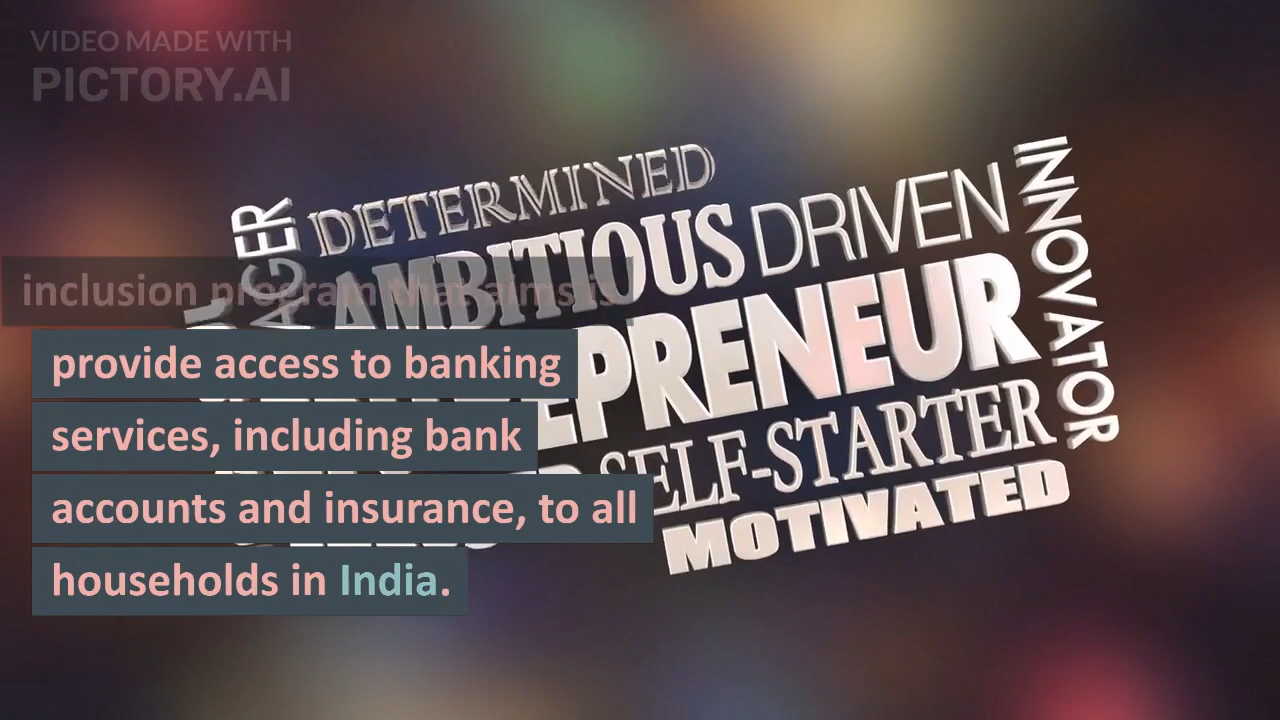 VIDEO MADE WITH
PICTORY.AI
DETERMINED
AMBITIOUS DRIVEN
INNOVATOR
PRENEUR
SELF-STARTER
MOTIVATED
inclusion program that aims is
provide access to banking
services, including bank
accounts and insurance, to all
households in India.